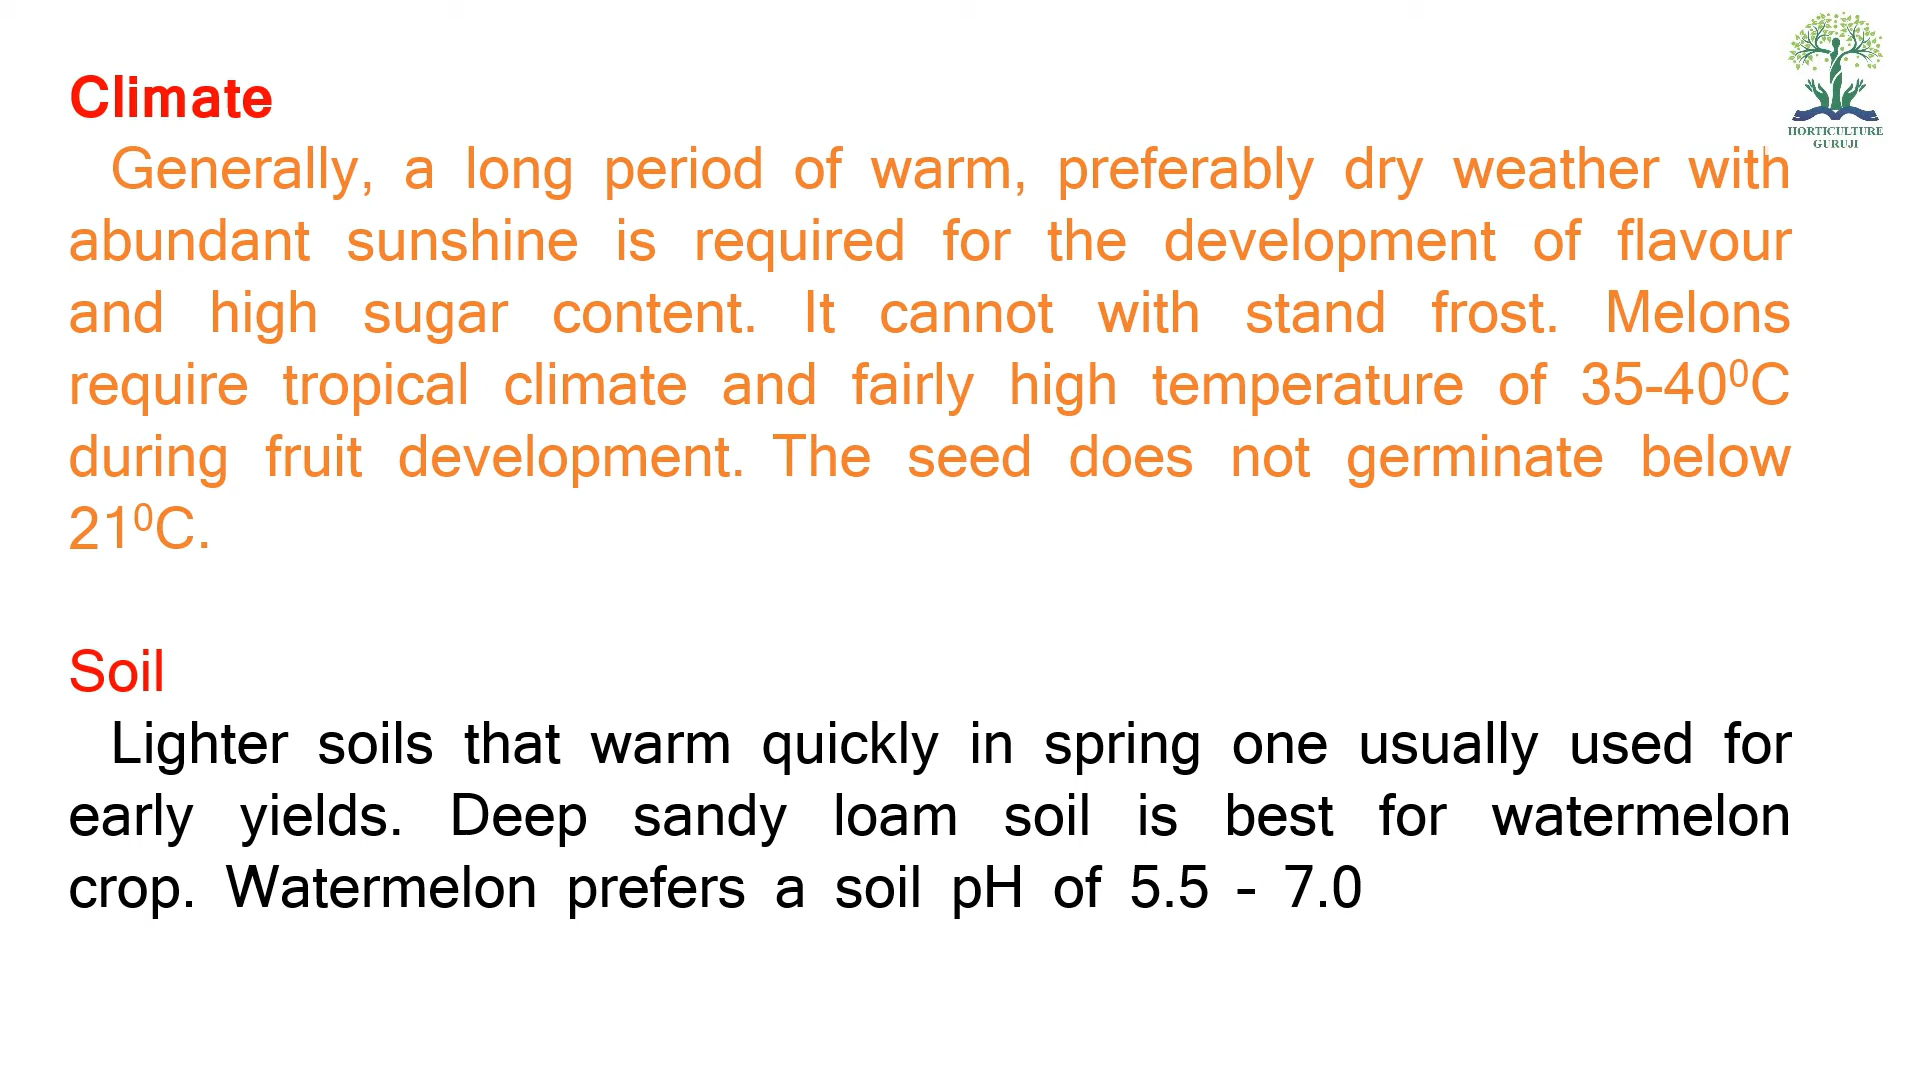 HORTICULTURE
GURUJI
Climate
Generally, a long period of warm, preferably dry weather with
abundant sunshine is required for the development of flavour
and high sugar content. It cannot with stand frost. Melons
require tropical climate and fairly high temperature of 35-40⁰C
during fruit development. The seed does not germinate below
21⁰C.
Soil
Lighter soils that warm quickly in spring one usually used for
early yields. Deep sandy loam soil is best for watermelon
crop. Watermelon prefers a soil pH of 5.5 – 7.0